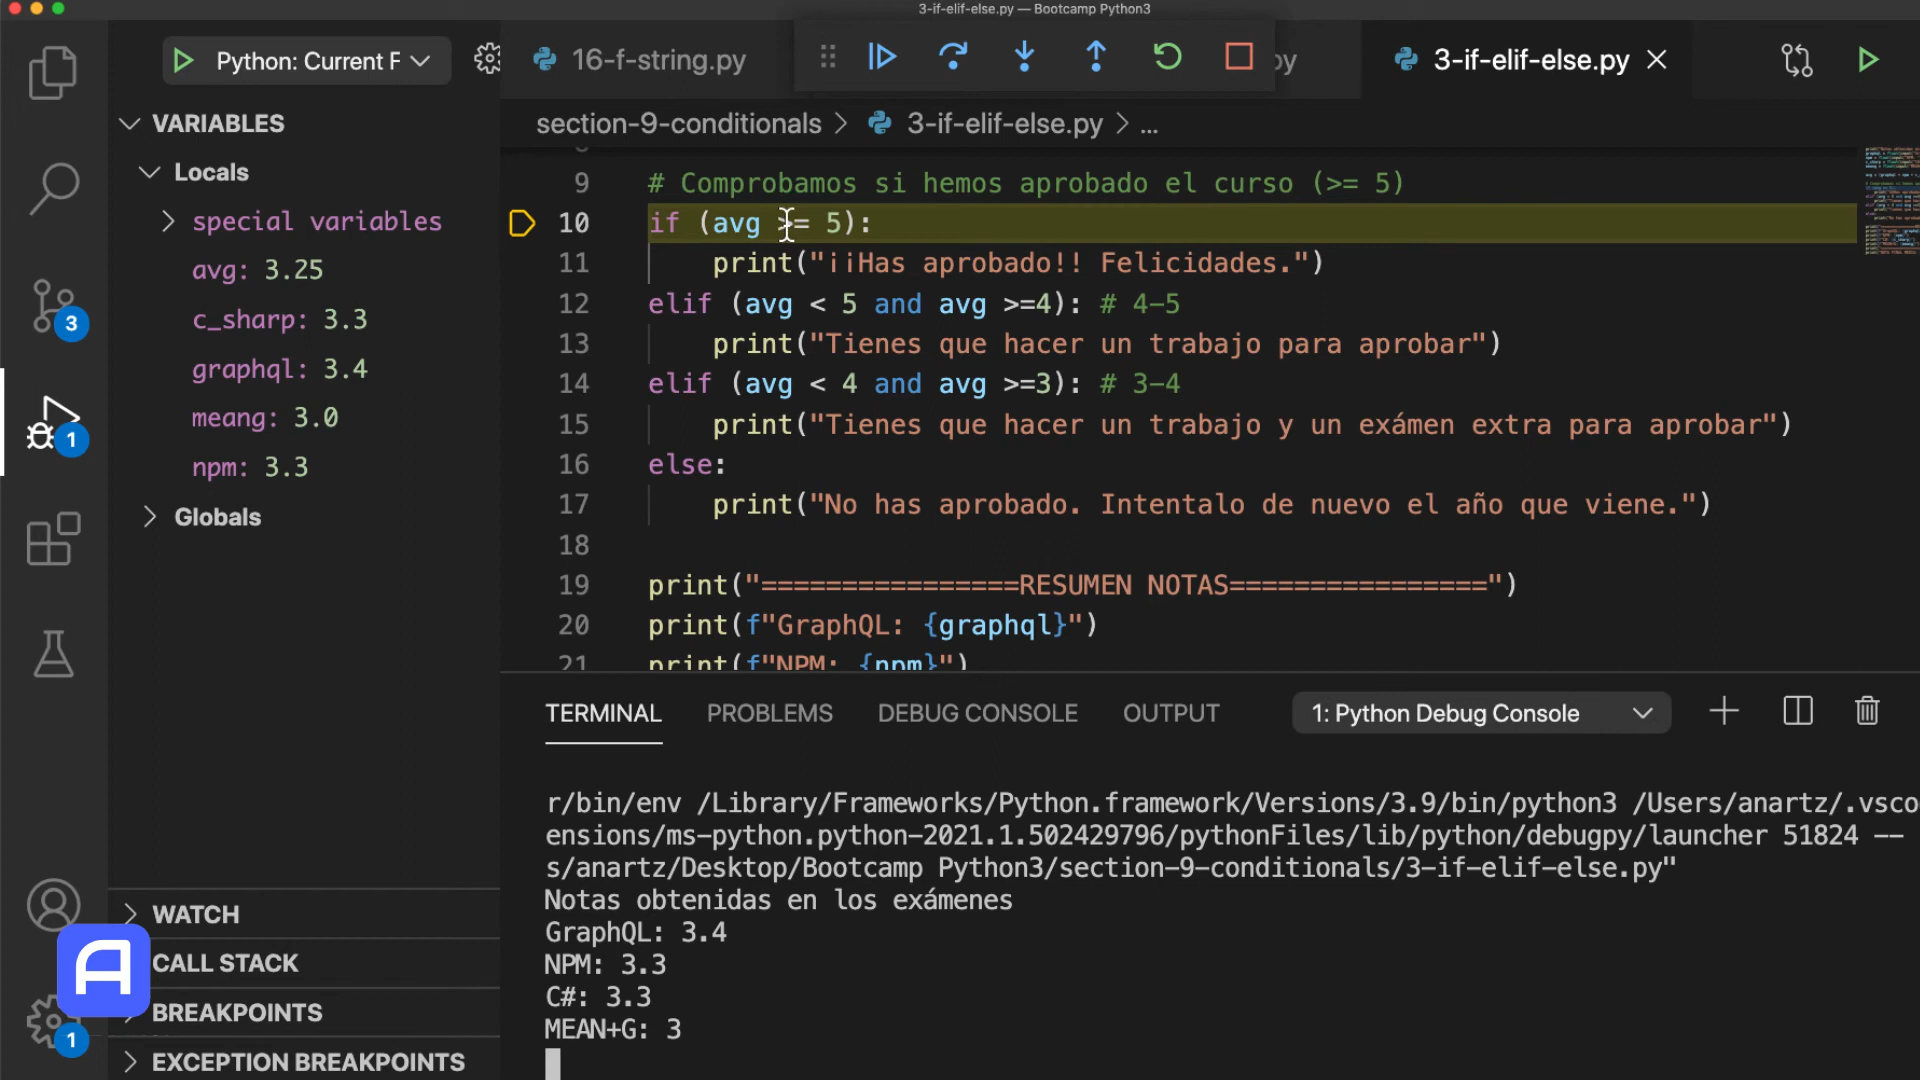 3-if-elif-else.py — Bootcamp Python3
Python: Current F
16-f-string.py
py
3-if-elif-else.py
VARIABLES
Locals
special variables
avg: 3.25
c_sharp: 3.3
graphql: 3.4
meang: 3.0
npm: 3.3
Globals
WATCH
CALL STACK
BREAKPOINTS
EXCEPTION BREAKPOINTS
3
1
1
A
section-9-conditionals > 3-if-elif-else.py > ...
9 # Comprobamos si hemos aprobado el curso (>= 5)
10 if (avg >= 5):
11 print("¡¡Has aprobado!! Felicidades.")
12 elif (avg < 5 and avg >=4): # 4-5
13 print("Tienes que hacer un trabajo para aprobar")
14 elif (avg < 4 and avg >=3): # 3-4
15 print("Tienes que hacer un trabajo y un exámen extra para aprobar")
16 else:
17 print("No has aprobado. Intentalo de nuevo el año que viene.")
18
19 print("================RESUMEN NOTAS================")
20 print(f"GraphQL: {graphql}")
21 print(f"NPM: {npm}")
TERMINAL PROBLEMS DEBUG CONSOLE OUTPUT
1: Python Debug Console
r/bin/env /Library/Frameworks/Python.framework/Versions/3.9/bin/python3 /Users/anartz/.vsco
ensions/ms-python.python-2021.1.502429796/pythonFiles/lib/python/debugpy/launcher 51824 --
s/anartz/Desktop/Bootcamp Python3/section-9-conditionals/3-if-elif-else.py"
Notas obtenidas en los exámenes
GraphQL: 3.4
NPM: 3.3
C#: 3.3
MEAN+G: 3